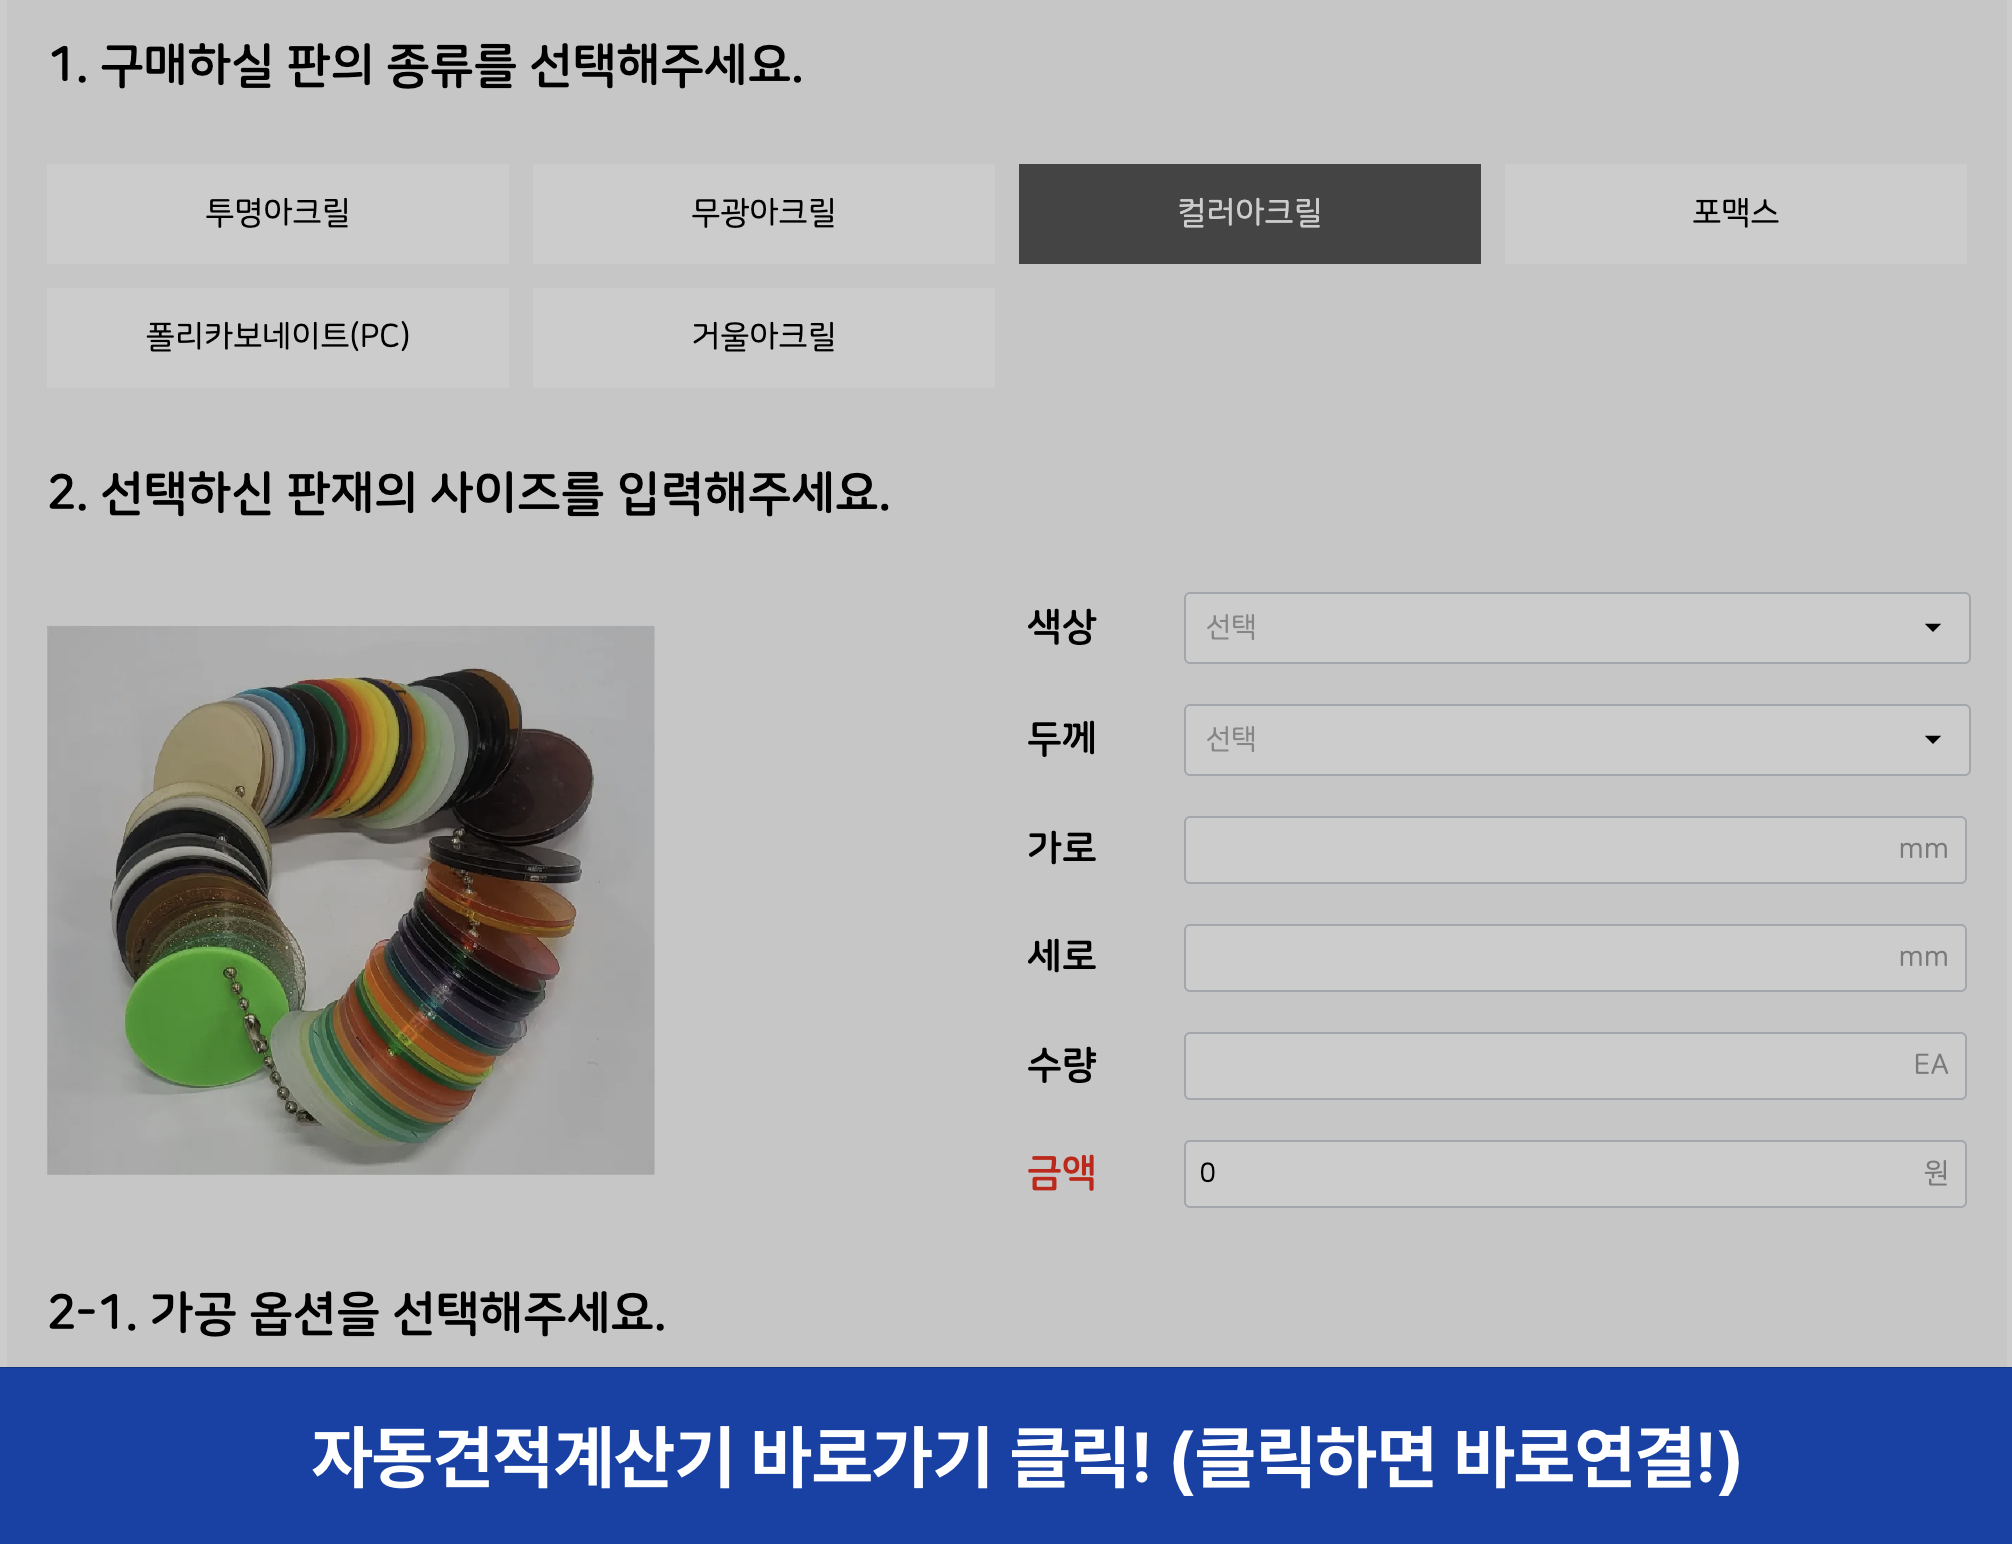 1. 구매하실 판의 종류를 선택해주세요.
투명아크릴 무광아크릴 컬러아크릴 포맥스
폴리카보네이트(PC) 거울아크릴
2. 선택하신 판재의 사이즈를 입력해주세요.
색상 선택
두께 선택
가로 mm
세로 mm
수량 EA
금액 0 원
2-1. 가공 옵션을 선택해주세요.
자동견적계산기 바로가기 클릭! (클릭하면 바로연결!)